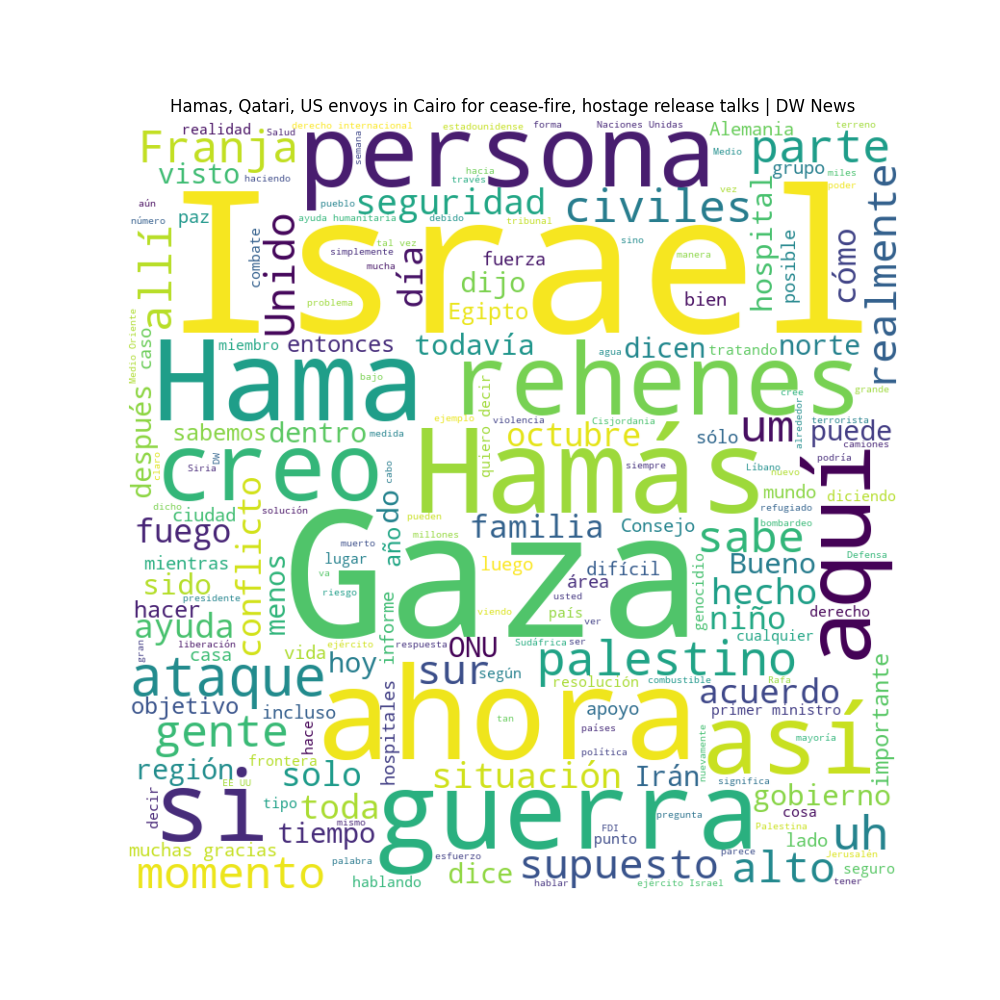 Hamas, Qatari, US envoys in Cairo for cease-fire, hostage release talks | DW News
realidad
Salud
derecho internacional
semana
estadounidense
forma
Naciones Unidas
Alemania
terreno
Franja
persona
parte
visto
haciendo
hacia
través
Medio
grupo
miles
aún
número
paz
pueblo
seguridad
ayuda humanitaria
debido
civiles
tribunal
vez
hospital
poder
realmente
allí
combate
Unido
Israel
simplemente
tal vez
mucha
día
fuerza
sino
manera
posible
cómo
dijo
problema
Egipto
bien
Medio Oriente
caso
miembro
entonces
todavía
agua
dicen
tratando
norte
después
Hama
bajo
rehenes
cree
grande
sabemos
dentro
medida
ejemplo
quiero decir
violencia
Cisjordania
octubre
sólo
um
alrededor
terrorista
puede
camiones
claro
Siria
DW
creo
cabo
Hamás
siempre
Líbano
podría
nuevo
aquí
dicho
ciudad
solución
do
pueden
mundo
diciendo
refugiado
fuego
conflicto
Gaza
año
familia
Consejo
sabe
bombardeo
mientras
menos
muerto
lugar
millones
luego
difícil
Bueno
Defensa
sido
va
riesgo
informe
área
usted
genocidio
hecho
hacer
presidente
viendo
país
ver
niño
derecho
ayuda
gran
liberación
casa
vida
ejército
respuesta
ONU
Sudáfrica
ser
cualquier
hoy
sur
según
palestino
ataque
resolución
combustible
Rafa
objetivo
incluso
hospitales
ahora
acuerdo
primer ministro
importante
gente
hace
tan
apoyo
países
política
nuevamente
así
mayoría
región
frontera
EE UU
solo
situación
Irán
significa
gobierno
decir
si
tipo
toda
guerra
pregunta
cosa
mismo
tiempo
FDI
punto
Palestina
lado
uh
muchas gracias
palabra
esfuerzo
parece
Jerusalén
momento
hablando
dice
hablar
supuesto
ejército Israel
alto
seguro
tener